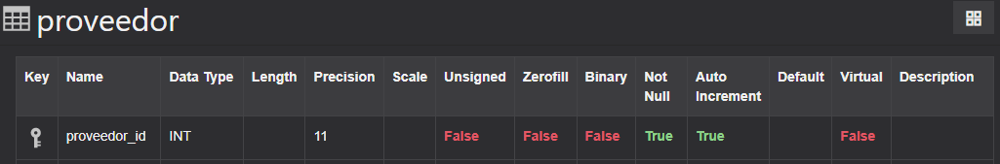 proveedor
Key Name Data Type Length Precision Scale Unsigned Zerofill Binary Not Null Auto Increment Default Virtual Description
proveedor_id INT 11 False False False True True False